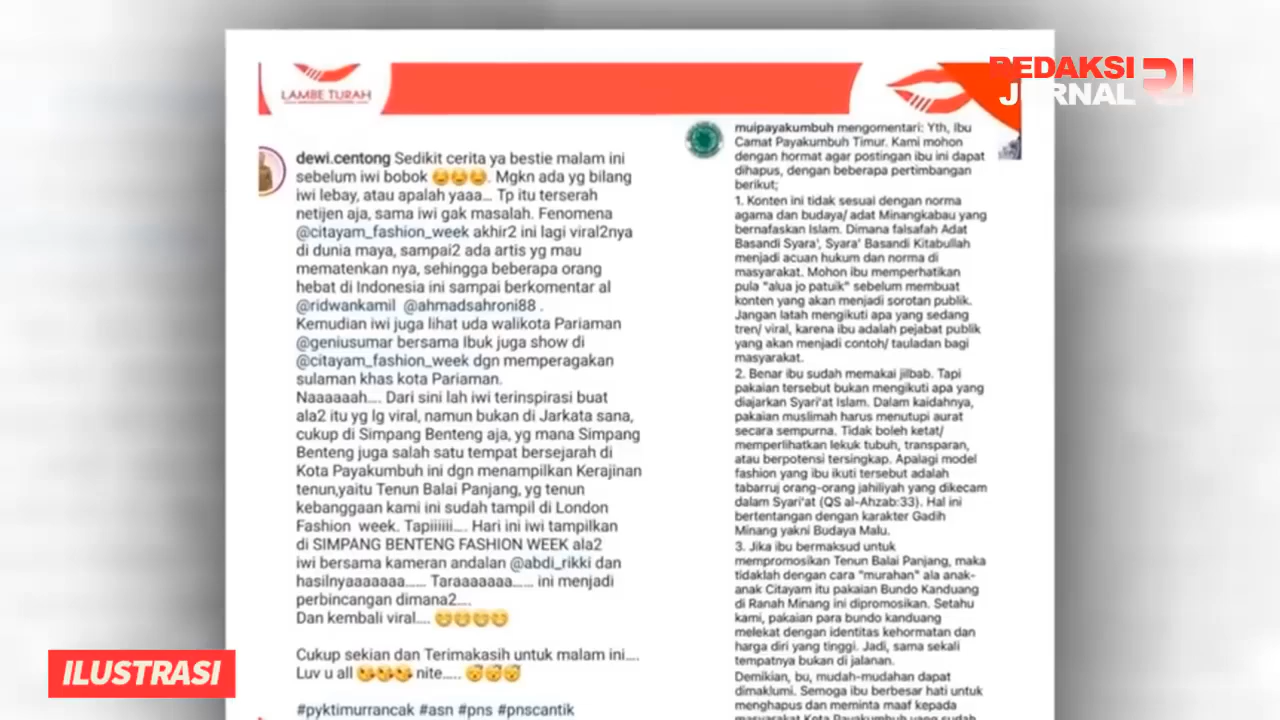 LAMBE TURAH
REDAKSI
JURNAL RI
dewi.centong Sedikit cerita ya bestie malam ini
sebelum iwi bobok 😄😄😄. Mgkn ada yg bilang
iwi lebay, atau apalah yaaa... Tp itu terserah
netijen aja, sama iwi gak masalah. Fenomena
@citayam_fashion_week akhir2 ini lagi viral2nya
di dunia maya, sampai2 ada artis yg mau
mematenkan nya, sehingga beberapa orang
hebat di Indonesia ini sampai berkomentar al
@ridwankamil @ahmadsahroni88 .
Kemudian iwi juga lihat uda walikota Pariaman
@geniusumar bersama Ibuk juga show di
@citayam_fashion_week dgn memperagakan
sulaman khas kota Pariaman.
Naaaaaah.... Dari sini lah iwi terinspirasi buat
ala2 itu yg lg viral, namun bukan di Jarkata sana,
cukup di Simpang Benteng aja, yg mana Simpang
Benteng juga salah satu tempat bersejarah di
Kota Payakumbuh ini dgn menampilkan Kerajinan
tenun,yaitu Tenun Balai Panjang, yg tenun
kebanggaan kami ini sudah tampil di London
Fashion week. Tapiiiiiii.... Hari ini iwi tampilkan
di SIMPANG BENTENG FASHION WEEK ala2
iwi bersama kameran andalan @abdi_rikki dan
hasilnyaaaaaaa...... Taraaaaaaa...... ini menjadi
perbincangan dimana2....
Dan kembali viral.... 😁😁😁😁
Cukup sekian dan Terimakasih untuk malam ini....
Luv u all 😘😘😘 nite..... 😴😴😴
#pyktimurrancak #asn #pns #pnscantik
muipayakumbuh mengomentari: Yth, Ibu
Camat Payakumbuh Timur. Kami mohon
dengan hormat agar postingan ibu ini dapat
dihapus, dengan beberapa pertimbangan
berikut;
1. Konten ini tidak sesuai dengan norma
agama dan budaya/ adat Minangkabau yang
bernafaskan Islam. Dimana falsafah Adat
Basandi Syara', Syara' Basandi Kitabullah
menjadi acuan hukum dan norma di
masyarakat. Mohon ibu memperhatikan
pula "alua jo patuik" sebelum membuat
konten yang akan menjadi sorotan publik.
Jangan latah mengikuti apa yang sedang
tren/ viral, karena ibu adalah pejabat publik
yang akan menjadi contoh/ tauladan bagi
masyarakat.
2. Benar ibu sudah memakai jilbab. Tapi
pakaian tersebut bukan mengikuti apa yang
diajarkan Syari'at Islam. Dalam kaidahnya,
pakaian muslimah harus menutupi aurat
secara sempurna. Tidak boleh ketat/
memperlihatkan lekuk tubuh, transparan,
atau berpotensi tersingkap. Apalagi model
fashion yang ibu ikuti tersebut adalah
tabarruj orang-orang jahiliyah yang dikecam
dalam Syari'at (QS al-Ahzab:33). Hal ini
bertentangan dengan karakter Gadih
Minang yakni Budaya Malu.
3. Jika ibu bermaksud untuk
mempromosikan Tenun Balai Panjang, maka
tidaklah dengan cara "murahan" ala anak-
anak Citayam itu pakaian Bundo Kanduang
di Ranah Minang ini dipromosikan. Setahu
kami, pakaian para bundo kanduang
melekat dengan identitas kehormatan dan
harga diri yang tinggi. Jadi, sama sekali
tempatnya bukan di jalanan.
Demikian, bu, mudah-mudahan dapat
dimaklumi. Semoga ibu berbesar hati untuk
menghapus dan meminta maaf kepada
masyarakat Kota Payakumbuh yang sudah
ILUSTRASI